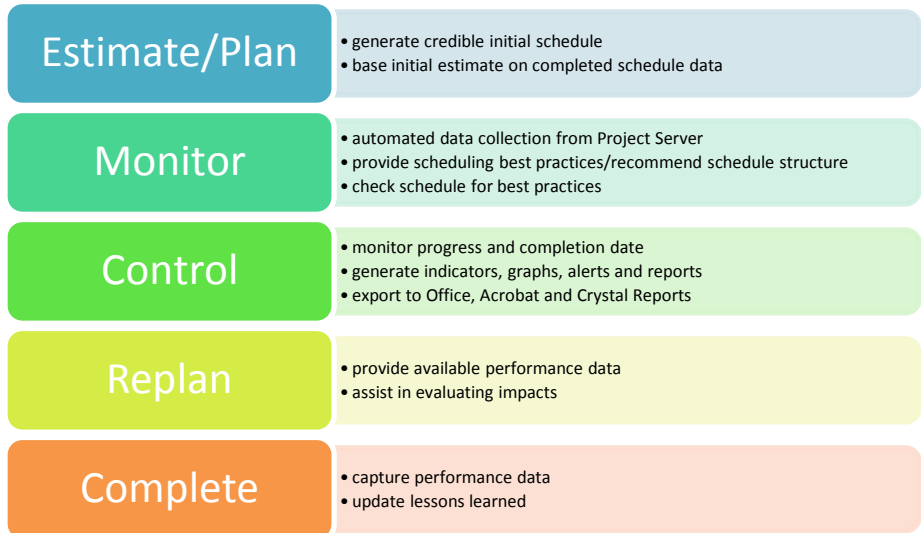 Estimate/Plan
• generate credible initial schedule
• base initial estimate on completed schedule data
Monitor
• automated data collection from Project Server
• provide scheduling best practices/recommend schedule structure
• check schedule for best practices
Control
• monitor progress and completion date
• generate indicators, graphs, alerts and reports
• export to Office, Acrobat and Crystal Reports
Replan
• provide available performance data
• assist in evaluating impacts
Complete
• capture performance data
• update lessons learned